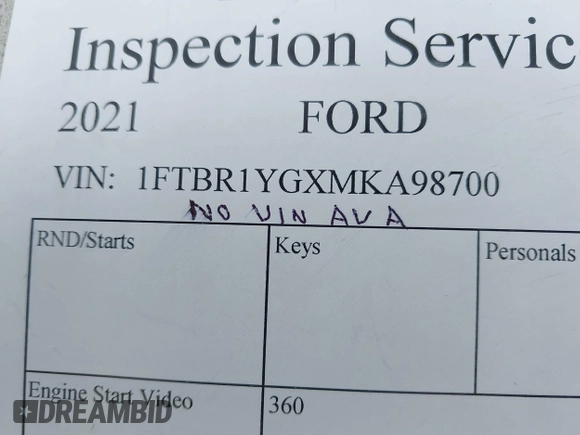 Inspection Servic
2021 FORD
VIN: 1FTBR1YGXMKA98700
NO VIN AVA
RND/Starts Keys Personals
Engine Start Video 360
DREAMBID